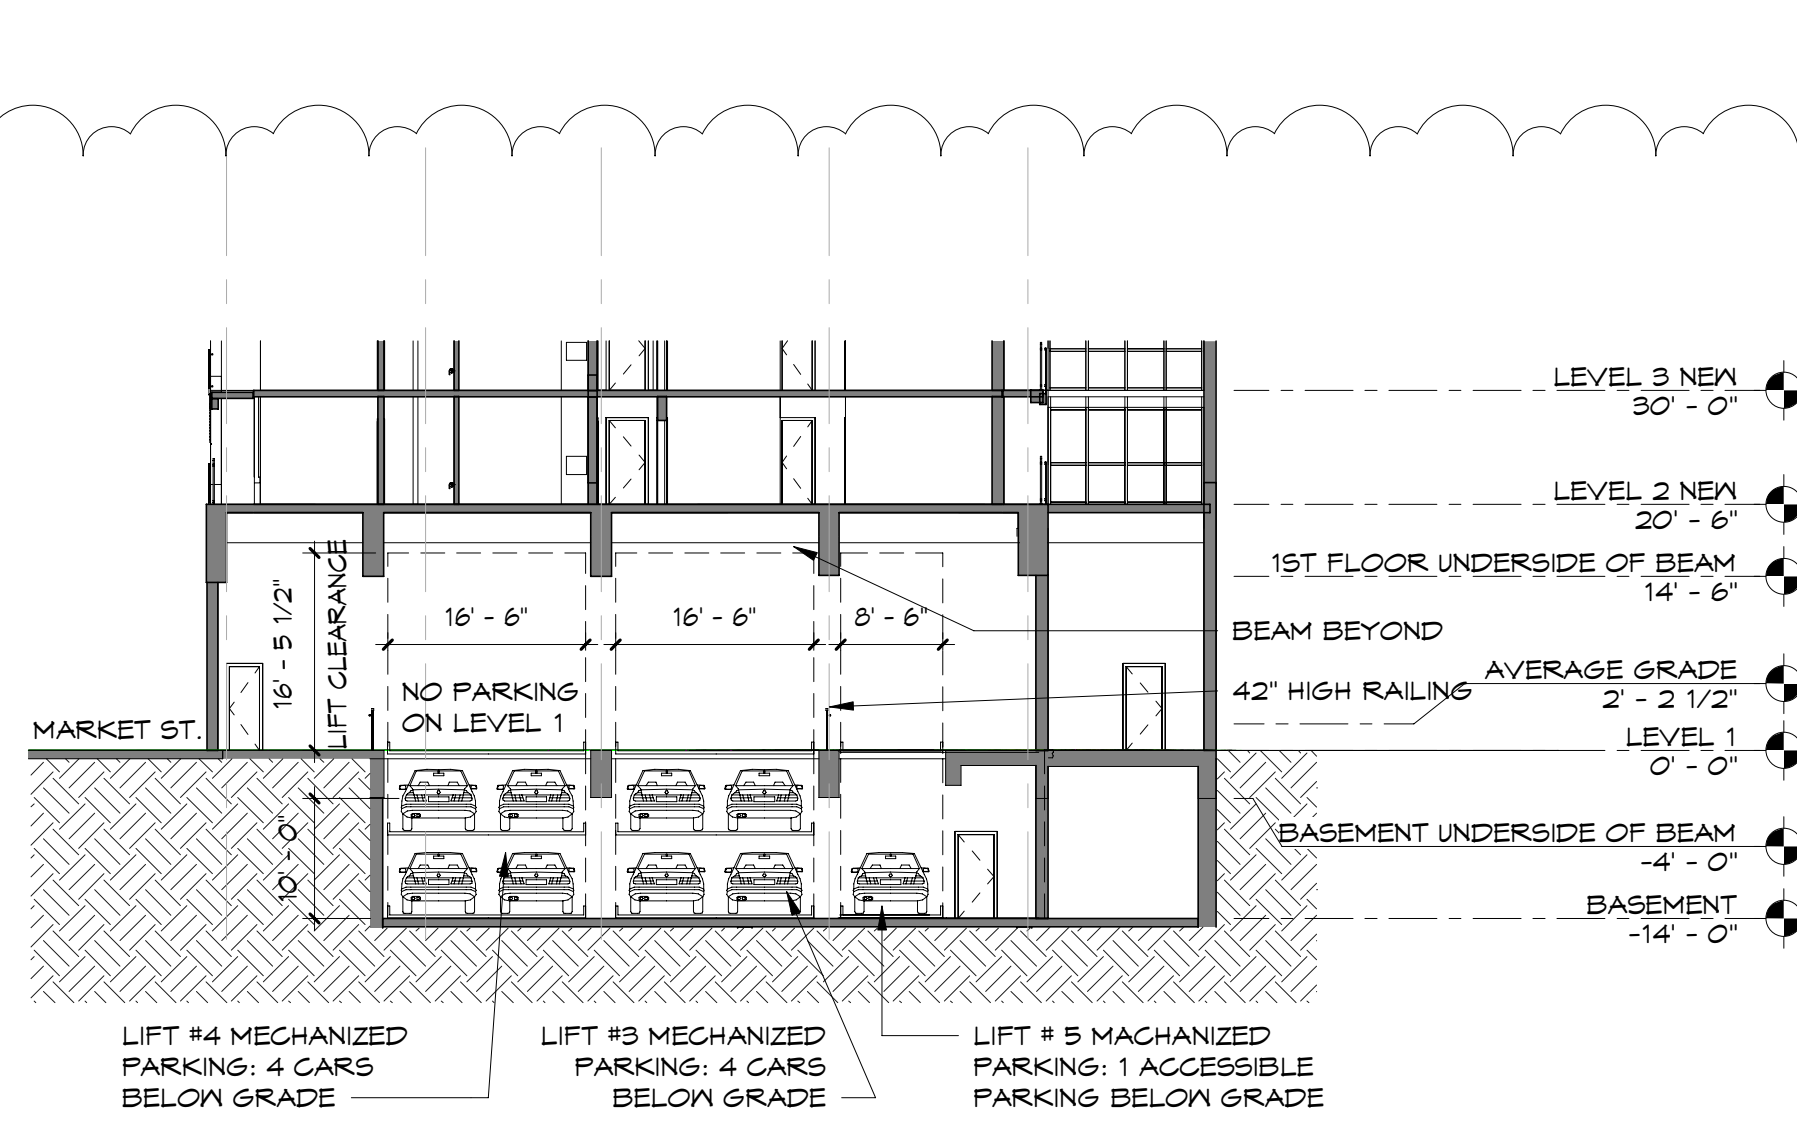 LEVEL 3 NEW
30' - 0"
LEVEL 2 NEW
20' - 6"
1ST FLOOR UNDERSIDE OF BEAM
14' - 6"
16' - 5 1/2"
LIFT CLEARANCE
16' - 6"
16' - 6"
8' - 6"
BEAM BEYOND
AVERAGE GRADE
2' - 2 1/2"
42" HIGH RAILING
NO PARKING
ON LEVEL 1
MARKET ST.
LEVEL 1
0' - 0"
10' - 0"
BASEMENT UNDERSIDE OF BEAM
-4' - 0"
BASEMENT
-14' - 0"
LIFT #4 MECHANIZED
PARKING: 4 CARS
BELOW GRADE
LIFT #3 MECHANIZED
PARKING: 4 CARS
BELOW GRADE
LIFT # 5 MACHANIZED
PARKING: 1 ACCESSIBLE
PARKING BELOW GRADE